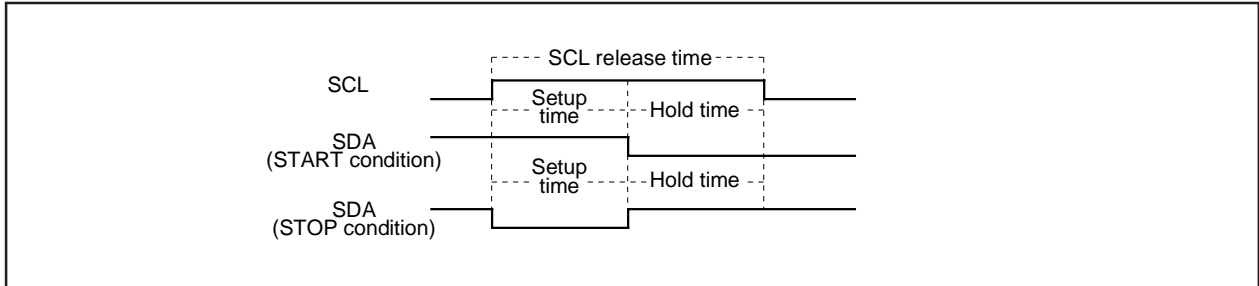 SCL release time
SCL
Setup
time
Hold time
SDA
(START condition)
Setup
time
Hold time
SDA
(STOP condition)